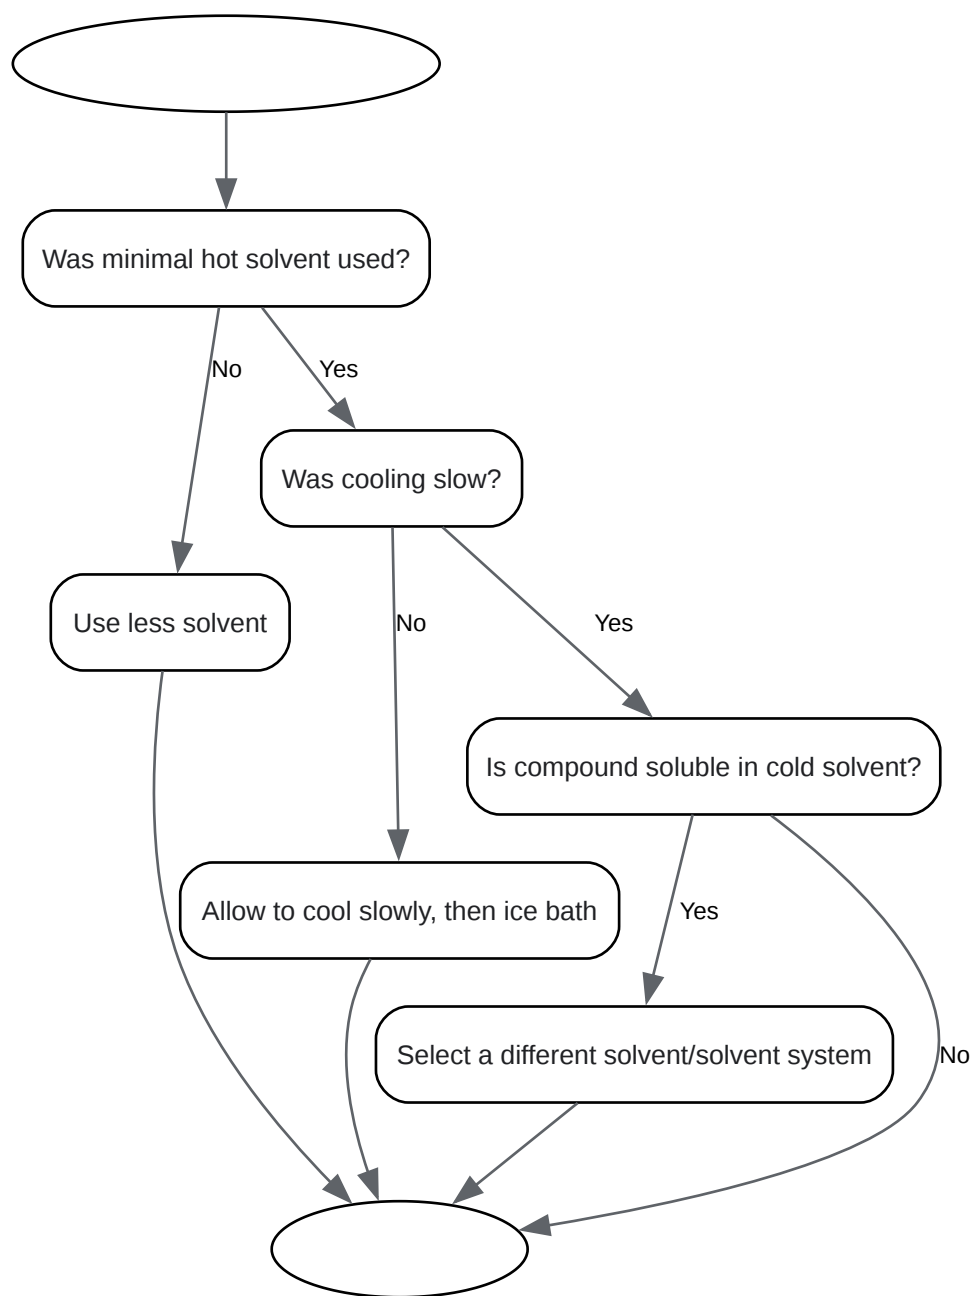 Was minimal hot solvent used?
No
Yes
Was cooling slow?
Use less solvent
No
Yes
Is compound soluble in cold solvent?
Allow to cool slowly, then ice bath
Yes
Select a different solvent/solvent system
No